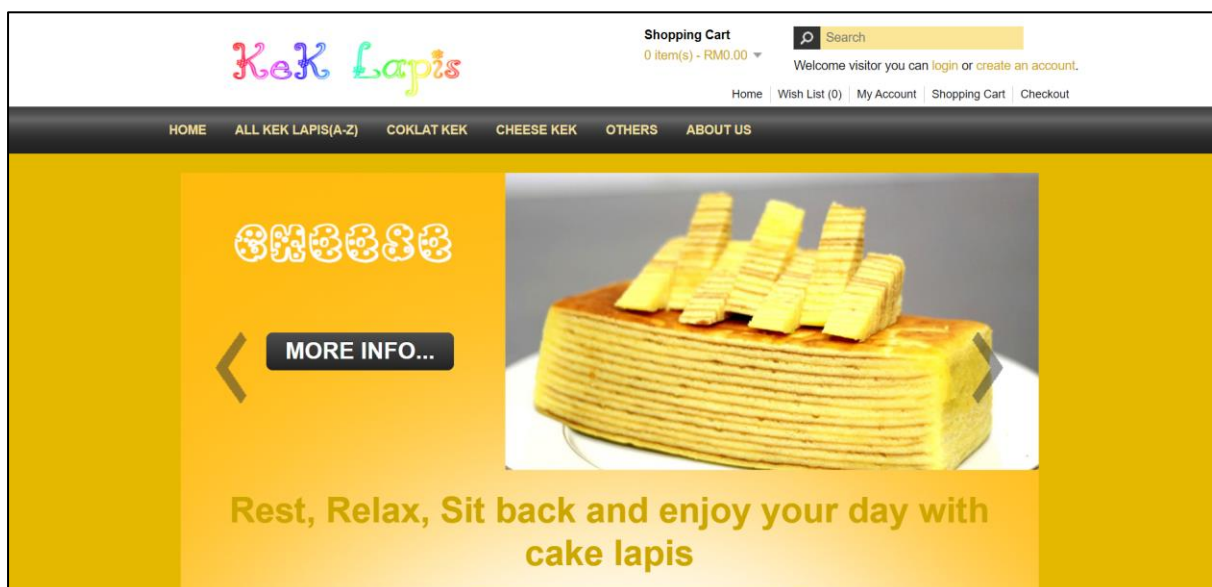 KeK Lapis
Shopping Cart
0 item(s) - RM0.00
Search
Welcome visitor you can login or create an account.
Home Wish List (0) My Account Shopping Cart Checkout
HOME ALL KEK LAPIS(A-Z) COKLAT KEK CHEESE KEK OTHERS ABOUT US
CHEESE
MORE INFO...
Rest, Relax, Sit back and enjoy your day with
cake lapis